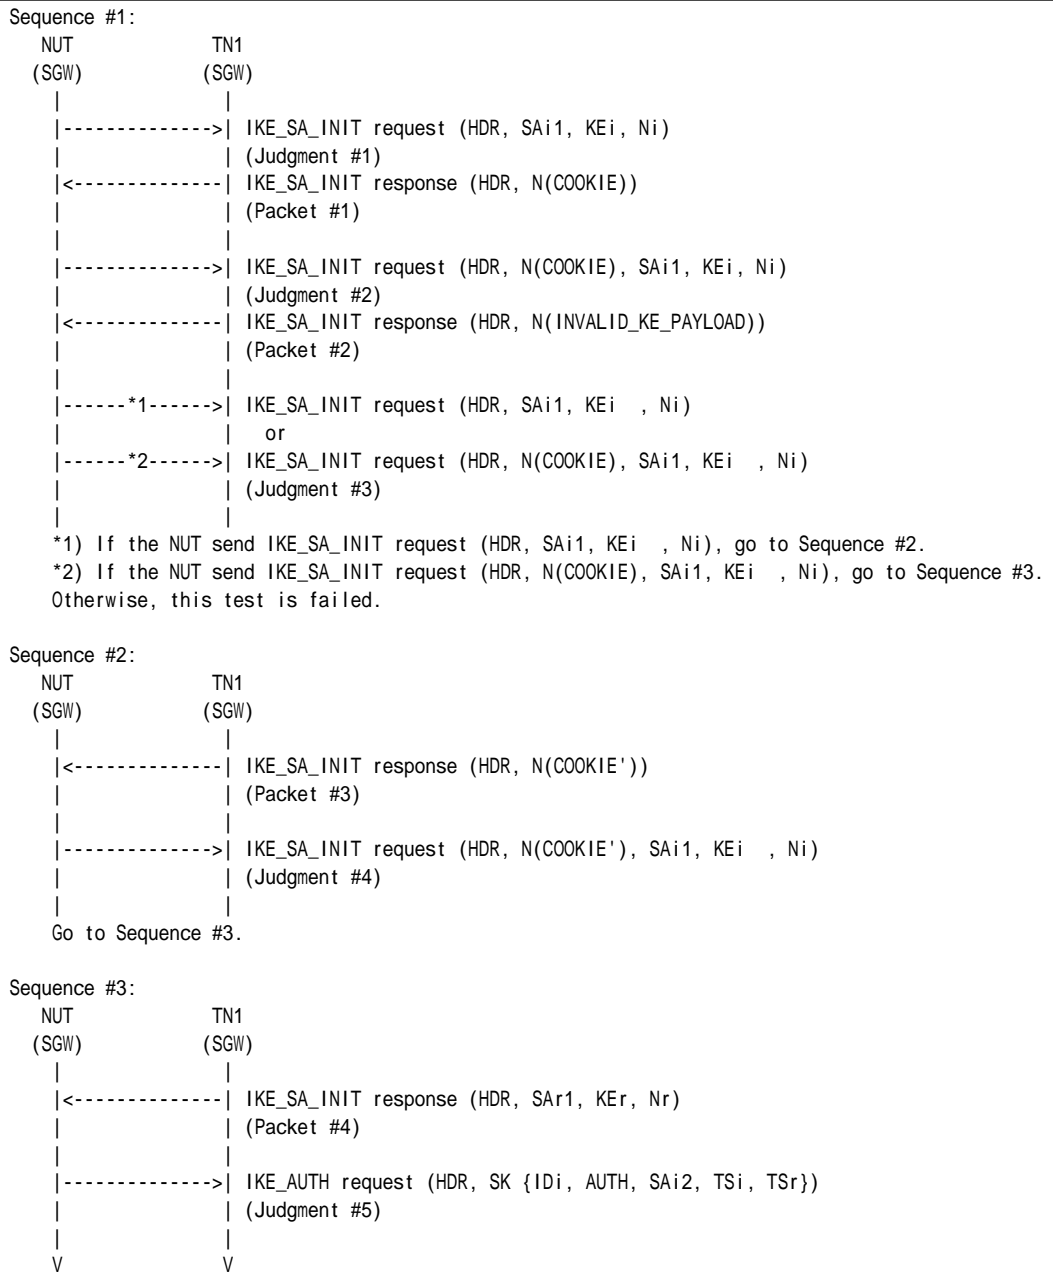 Sequence #1:
   NUT                 TN1
  (SGW)               (SGW)
    |                   |
    |-------------->| IKE_SA_INIT request (HDR, SAi1, KEi, Ni)
    |                   | (Judgment #1)
    |<--------------| IKE_SA_INIT response (HDR, N(COOKIE))
    |                   | (Packet #1)
    |                   |
    |-------------->| IKE_SA_INIT request (HDR, N(COOKIE), SAi1, KEi, Ni)
    |                   | (Judgment #2)
    |<--------------| IKE_SA_INIT response (HDR, N(INVALID_KE_PAYLOAD))
    |                   | (Packet #2)
    |                   |
    |------*1------>| IKE_SA_INIT request (HDR, SAi1, KEi  , Ni)
    |                   |   or
    |------*2------>| IKE_SA_INIT request (HDR, N(COOKIE), SAi1, KEi  , Ni)
    |                   | (Judgment #3)
    |                   |
    *1) If the NUT send IKE_SA_INIT request (HDR, SAi1, KEi  , Ni), go to Sequence #2.
    *2) If the NUT send IKE_SA_INIT request (HDR, N(COOKIE), SAi1, KEi  , Ni), go to Sequence #3.
    Otherwise, this test is failed.
Sequence #2:
   NUT                 TN1
  (SGW)               (SGW)
    |                   |
    |<--------------| IKE_SA_INIT response (HDR, N(COOKIE'))
    |                   | (Packet #3)
    |                   |
    |-------------->| IKE_SA_INIT request (HDR, N(COOKIE'), SAi1, KEi  , Ni)
    |                   | (Judgment #4)
    |                   |
    Go to Sequence #3.
Sequence #3:
   NUT                 TN1
  (SGW)               (SGW)
    |                   |
    |<--------------| IKE_SA_INIT response (HDR, SAr1, KEr, Nr)
    |                   | (Packet #4)
    |                   |
    |-------------->| IKE_AUTH request (HDR, SK {IDi, AUTH, SAi2, TSi, TSr})
    |                   | (Judgment #5)
    |                   |
    V                   V